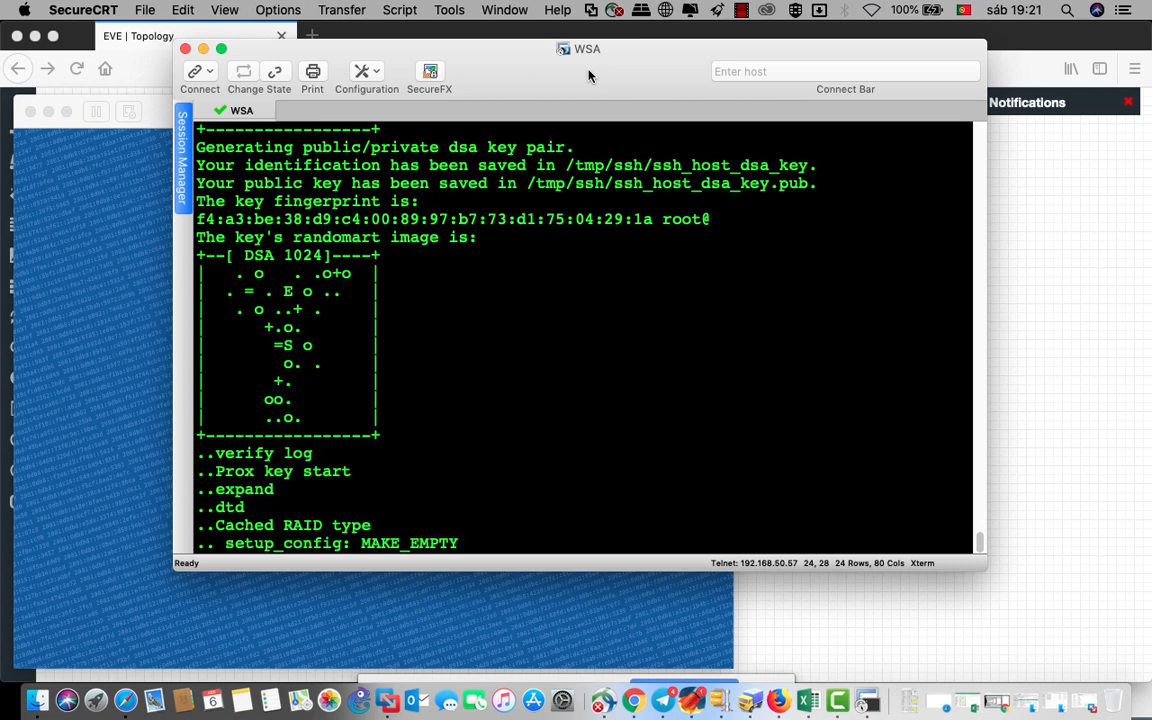 SecureCRT File Edit View Options Transfer Script Tools Window Help 100% sáb 19:21
EVE | Topology
WSA
Connect Change State Print Configuration SecureFX
Enter host
Connect Bar
Notifications
Session Manager
WSA
+-----------------+
Generating public/private dsa key pair.
Your identification has been saved in /tmp/ssh/ssh_host_dsa_key.
Your public key has been saved in /tmp/ssh/ssh_host_dsa_key.pub.
The key fingerprint is:
f4:a3:be:38:d9:c4:00:89:97:b7:73:d1:75:04:29:1a root@
The key's randomart image is:
+--[ DSA 1024]----+
|   . o   . .o+o  |
|  . = . E o ..   |
|   . o ..+ .     |
|      +.o.       |
|       =S o      |
|        o. .     |
|       +.        |
|      oo.        |
|      ..o.       |
+-----------------+
..verify log
..Prox key start
..expand
..dtd
..Cached RAID type
.. setup_config: MAKE_EMPTY
Ready
Telnet: 192.168.50.57 24, 28 24 Rows, 80 Cols Xterm